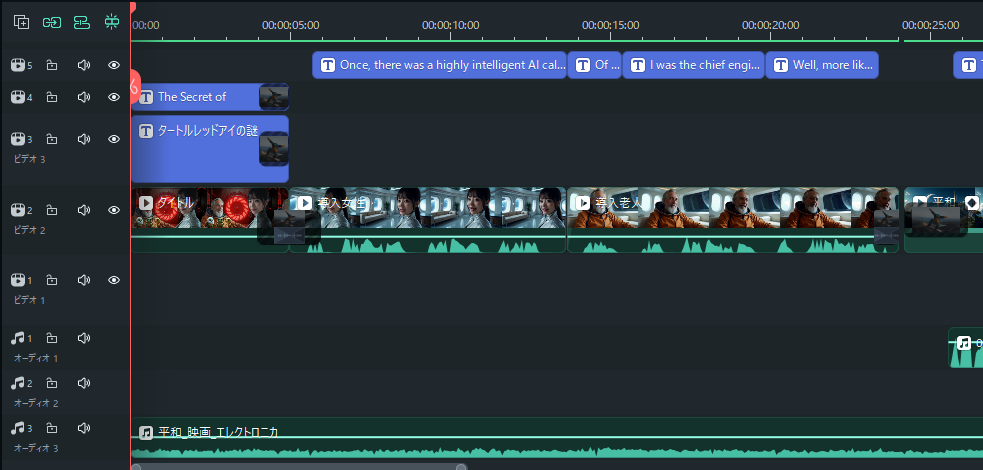 00:00 00:00:05:00 00:00:10:00 00:00:15:00 00:00:20:00 00:00:25:00
5 Once, there was a highly intelligent AI cal... Of ... I was the chief engi... Well, more lik...
4 The Secret of
3 タートルレッドアイの謎
ビデオ 3
2 タイトル 導入女性 導入老人 平和
ビデオ 2
1
ビデオ 1
1
オーディオ 1
2
オーディオ 2
3 平和_映画_エレクトロニカ
オーディオ 3